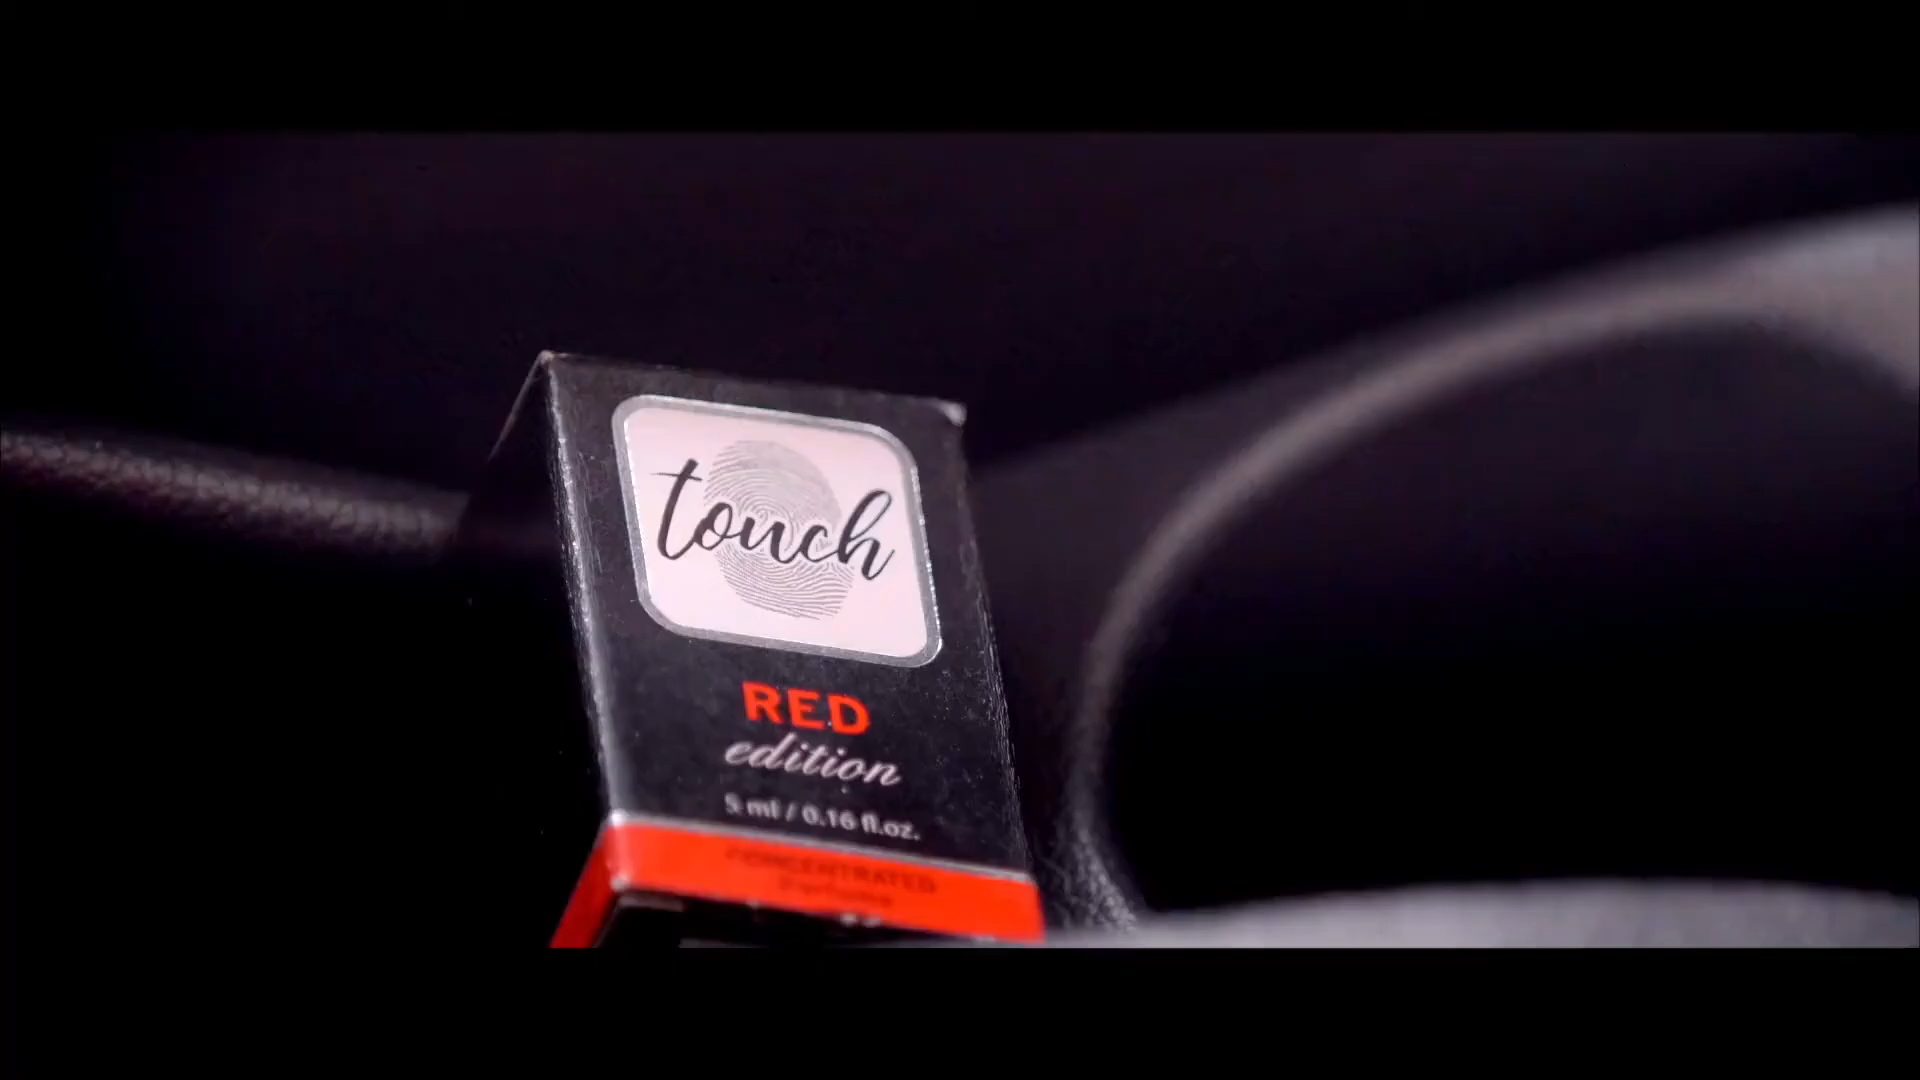 touch
RED
edition
5 ml / 0.16 fl.oz.
CONCENTRATED